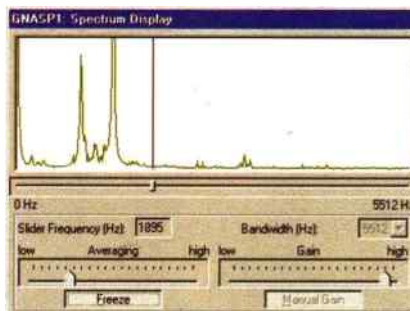 GNASP1: Spectrum Display
0 Hz 5512 Hz
Slider Frequency (Hz): 1895 Bandwidth (Hz): 5512
low Averaging high low Gain high
Freeze Manual Gain